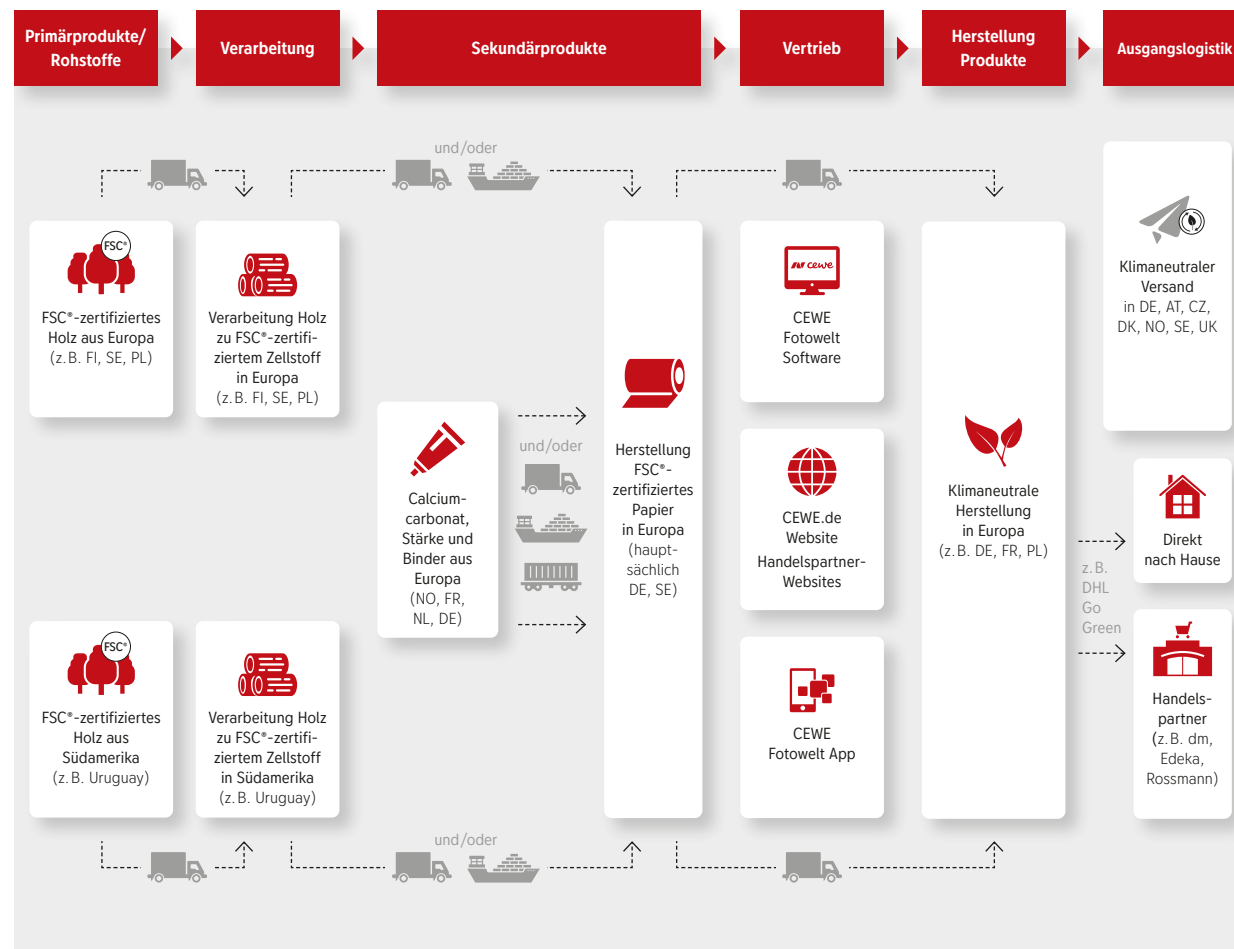 Primärprodukte/
Rohstoffe
Verarbeitung
Sekundärprodukte
Vertrieb
Herstellung
Produkte
Ausgangslogistik
und/oder
FSC®
FSC®-zertifiziertes
Holz aus Europa
(z. B. FI, SE, PL)
Verarbeitung Holz
zu FSC®-zertifi-
ziertem Zellstoff
in Europa
(z. B. FI, SE, PL)
Calcium-
carbonat,
Stärke und
Binder aus
Europa
(NO, FR,
NL, DE)
und/oder
Herstellung
FSC®-
zertifiziertes
Papier
in Europa
(haupt-
sächlich
DE, SE)
cewe
CEWE
Fotowelt
Software
CEWE.de
Website
Handelspartner-
Websites
CEWE
Fotowelt App
Klimaneutrale
Herstellung
in Europa
(z. B. DE, FR, PL)
Klimaneutraler
Versand
in DE, AT, CZ,
DK, NO, SE, UK
z. B.
DHL
Go
Green
Direkt
nach Hause
Handels-
partner
(z. B. dm,
Edeka,
Rossmann)
FSC®
FSC®-zertifiziertes
Holz aus
Südamerika
(z. B. Uruguay)
Verarbeitung Holz
zu FSC®-zertifi-
ziertem Zellstoff
in Südamerika
(z. B. Uruguay)
und/oder